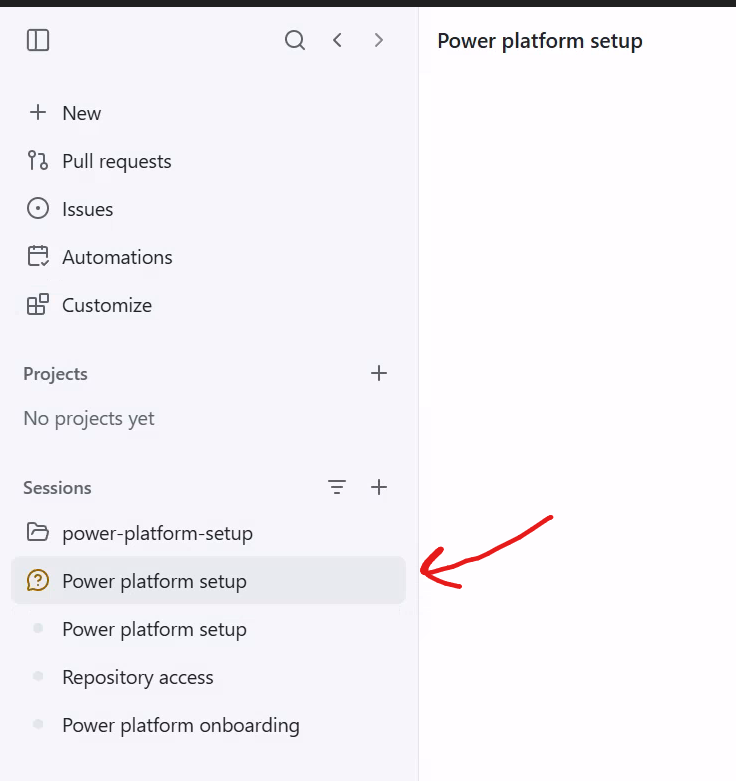 Power platform setup
New
Pull requests
Issues
Automations
Customize
Projects
No projects yet
Sessions
power-platform-setup
Power platform setup
Power platform setup
Repository access
Power platform onboarding